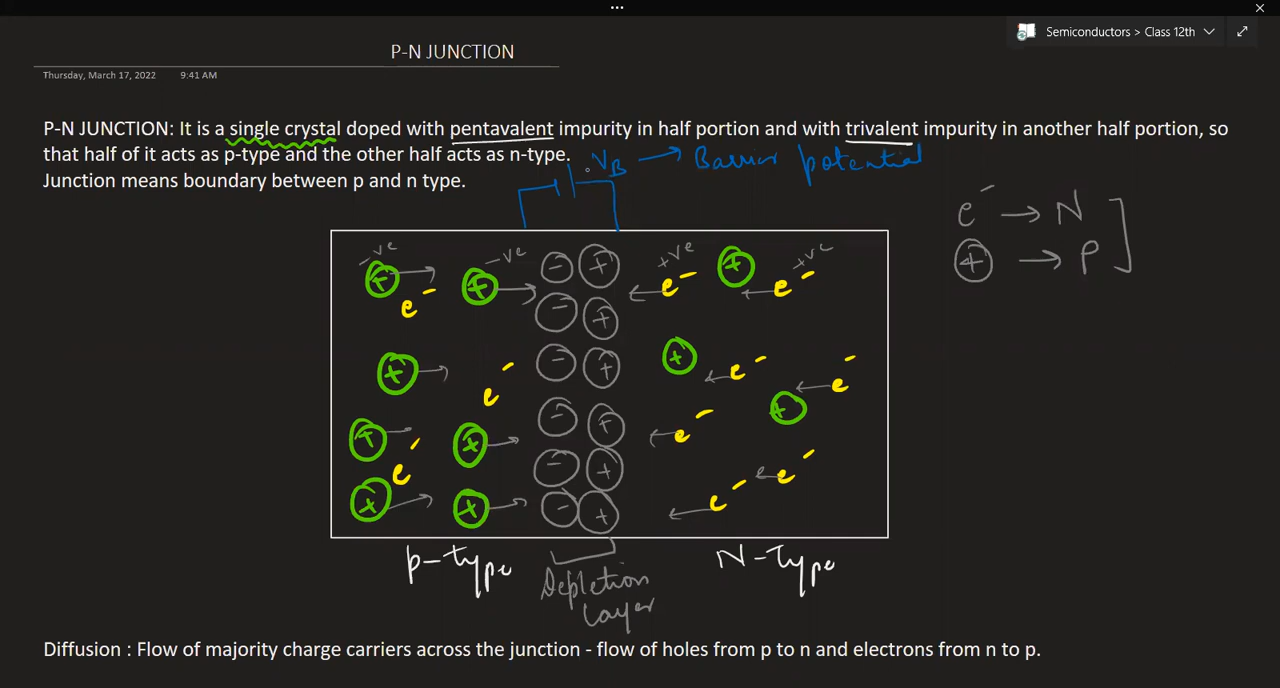 Semiconductors > Class 12th
P-N JUNCTION
Thursday, March 17, 2022 9:41 AM
P-N JUNCTION: It is a single crystal doped with pentavalent impurity in half portion and with trivalent impurity in another half portion, so
that half of it acts as p-type and the other half acts as n-type.
VB → Barrier potential
Junction means boundary between p and n type.
e⁻ → N
+ → P
-ve -ve +ve +ve
+ + - + e⁻ + e⁻
e⁻
- +
+ e⁻ - + + e⁻ e⁻
+
+ + - + e⁻
e⁻ - + e⁻
+ + - + e⁻
p-type N-type
Depletion
Layer
Diffusion : Flow of majority charge carriers across the junction - flow of holes from p to n and electrons from n to p.